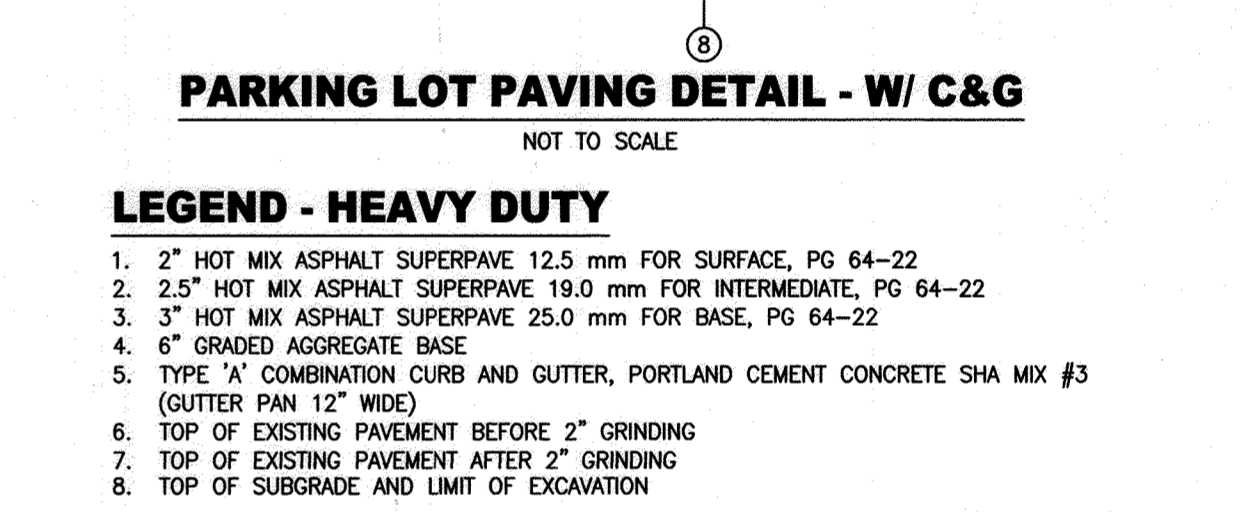 8
PARKING LOT PAVING DETAIL - W/ C&G
NOT TO SCALE
LEGEND - HEAVY DUTY
1. 2" HOT MIX ASPHALT SUPERPAVE 12.5 mm FOR SURFACE, PG 64-22
2. 2.5" HOT MIX ASPHALT SUPERPAVE 19.0 mm FOR INTERMEDIATE, PG 64-22
3. 3" HOT MIX ASPHALT SUPERPAVE 25.0 mm FOR BASE, PG 64-22
4. 6" GRADED AGGREGATE BASE
5. TYPE 'A' COMBINATION CURB AND GUTTER, PORTLAND CEMENT CONCRETE SHA MIX #3
(GUTTER PAN 12" WIDE)
6. TOP OF EXISTING PAVEMENT BEFORE 2" GRINDING
7. TOP OF EXISTING PAVEMENT AFTER 2" GRINDING
8. TOP OF SUBGRADE AND LIMIT OF EXCAVATION